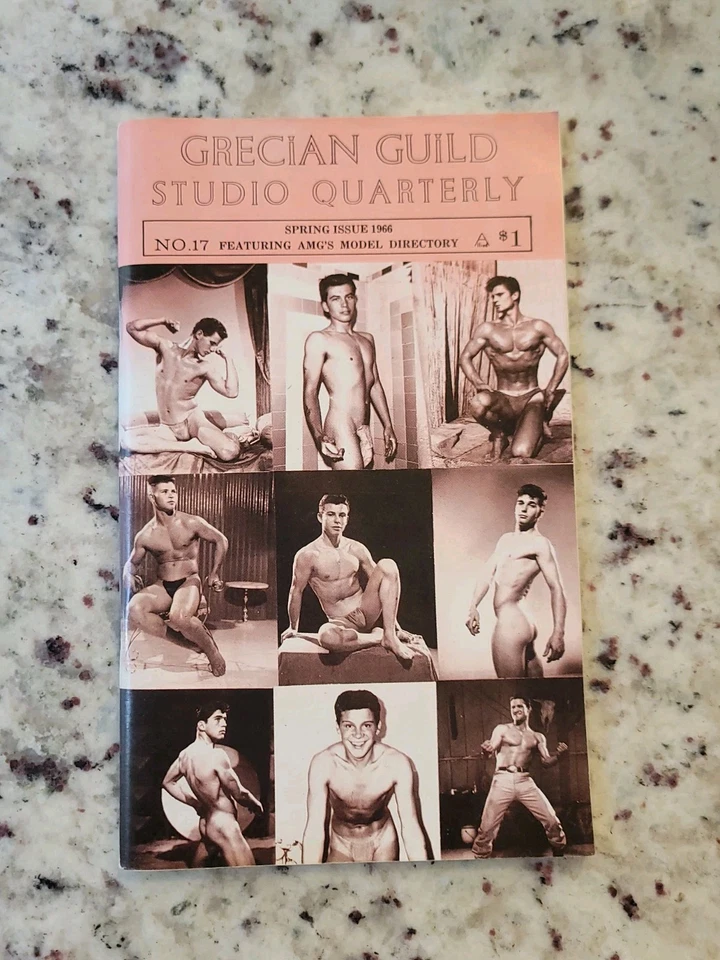 GRECIAN GUILD
STUDIO QUARTERLY
SPRING ISSUE 1966
NO.17 FEATURING AMG'S MODEL DIRECTORY $1